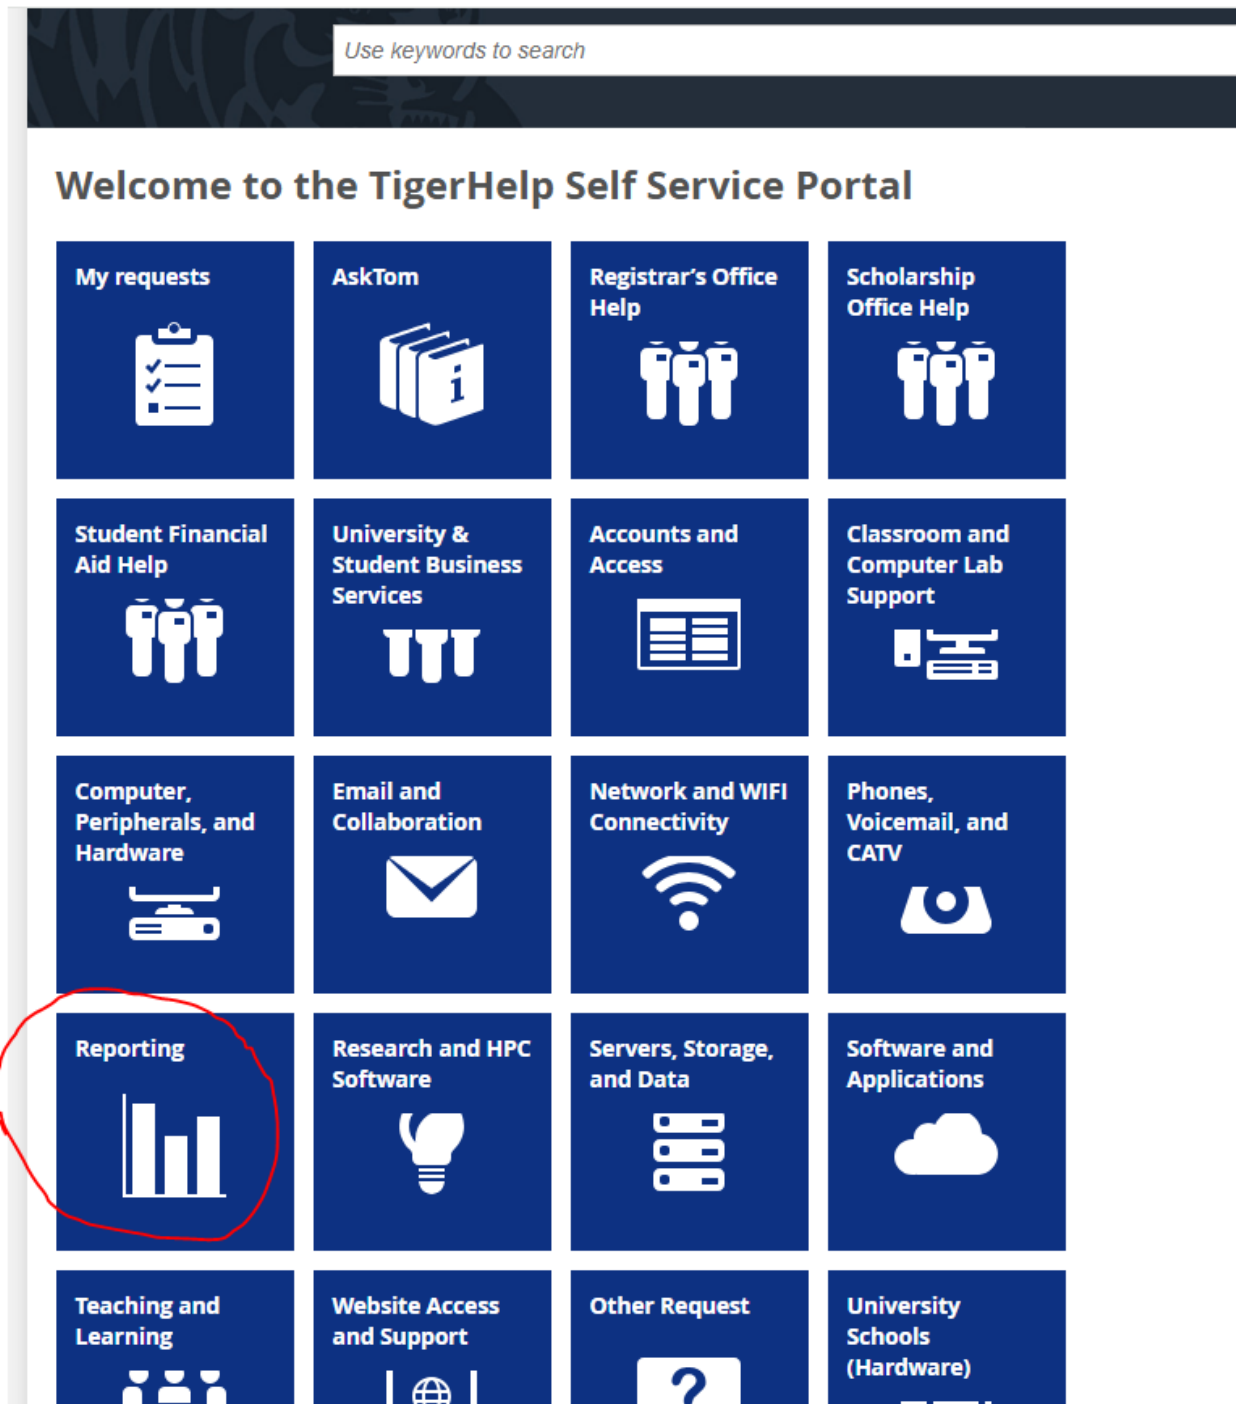 Use keywords to search
Welcome to the TigerHelp Self Service Portal
My requests
AskTom
Registrar's Office
Help
Scholarship
Office Help
Student Financial
Aid Help
University &
Student Business
Services
Accounts and
Access
Classroom and
Computer Lab
Support
Computer,
Peripherals, and
Hardware
Email and
Collaboration
Network and WIFI
Connectivity
Phones,
Voicemail, and
CATV
Reporting
Research and HPC
Software
Servers, Storage,
and Data
Software and
Applications
Teaching and
Learning
Website Access
and Support
Other Request
University
Schools
(Hardware)